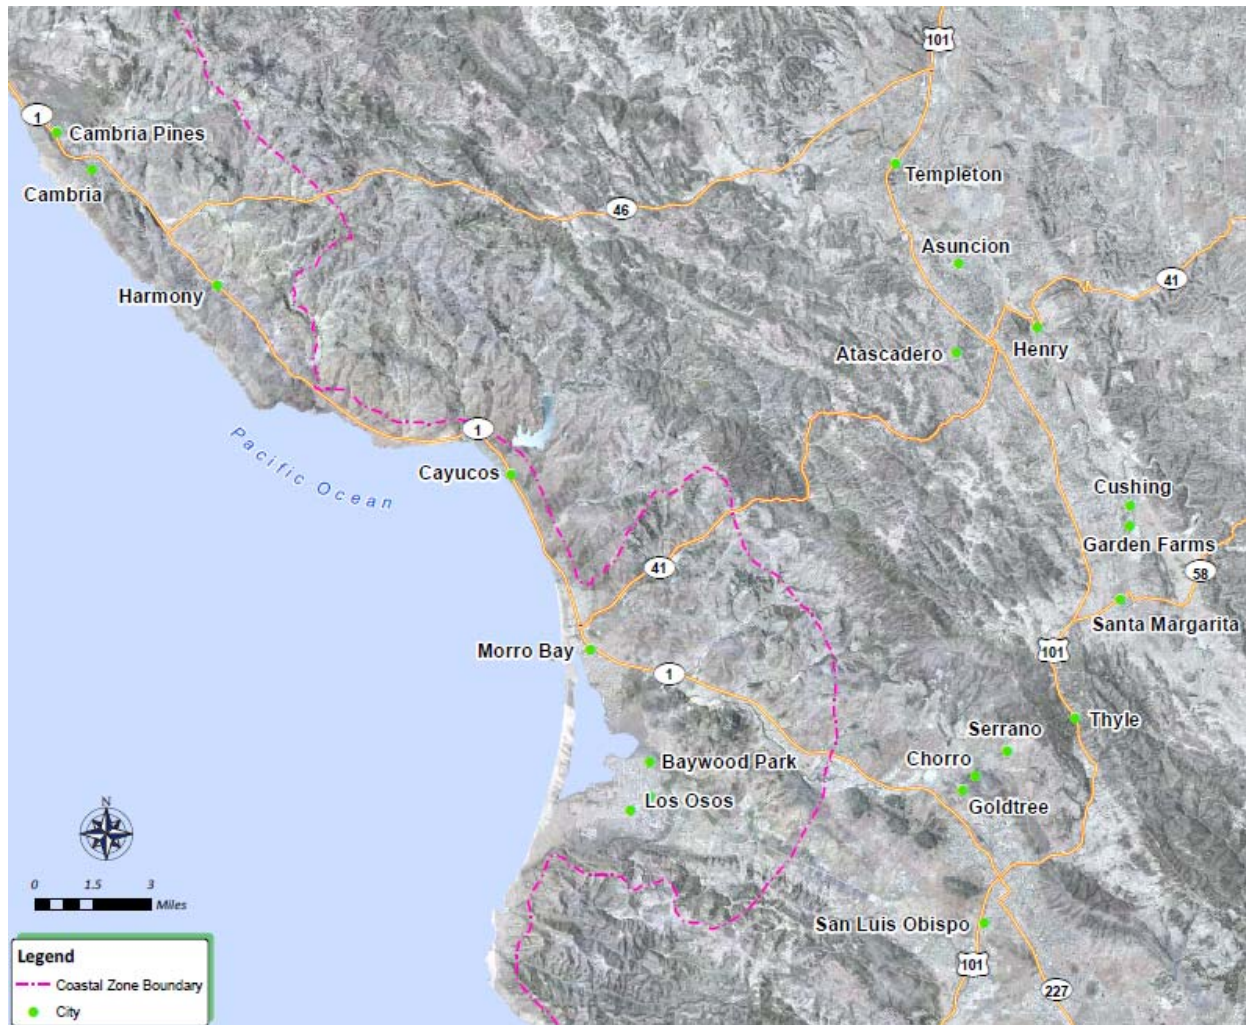 101
1
Cambria Pines
Cambria
Templeton
46
Asuncion
41
Harmony
Atascadero
Henry
1
Pacific Ocean
Cayucos
Cushing
Garden Farms
41
58
Santa Margarita
Morro Bay
101
1
Thyle
Serrano
Baywood Park
Chorro
Los Osos
Goldtree
N
0 1.5 3
Miles
San Luis Obispo
101
227
Legend
Coastal Zone Boundary
City